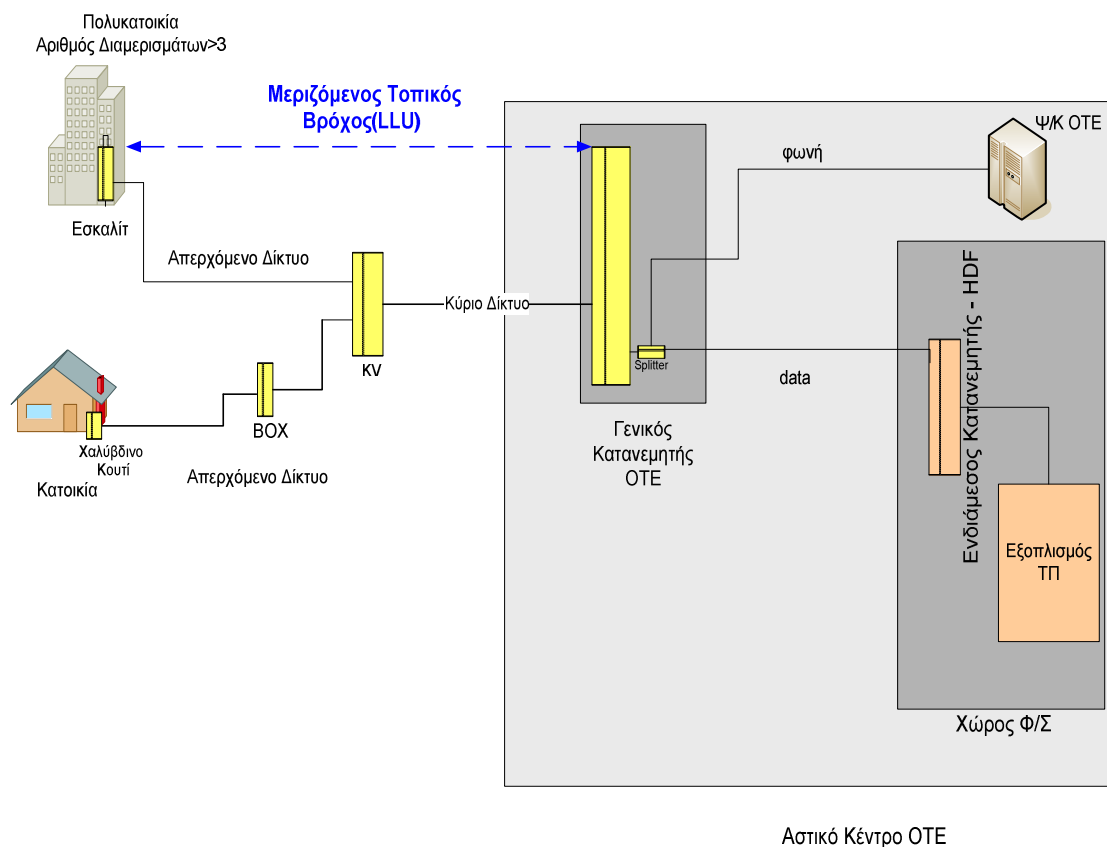 Πολυκατοικία
Αριθμός Διαμερισμάτων>3
Μεριζόμενος Τοπικός
Βρόχος(LLU)
Ψ/Κ ΟΤΕ
φωνή
Εσκαλίτ
Απερχόμενο Δίκτυο
Κύριο Δίκτυο
KV
Splitter
data
Ενδιάμεσος Κατανεμητής - HDF
BOX
Γενικός
Κατανεμητής
ΟΤΕ
Χαλύβδινο
Κουτί
Απερχόμενο Δίκτυο
Κατοικία
Εξοπλισμός
ΤΠ
Χώρος Φ/Σ
Αστικό Κέντρο ΟΤΕ